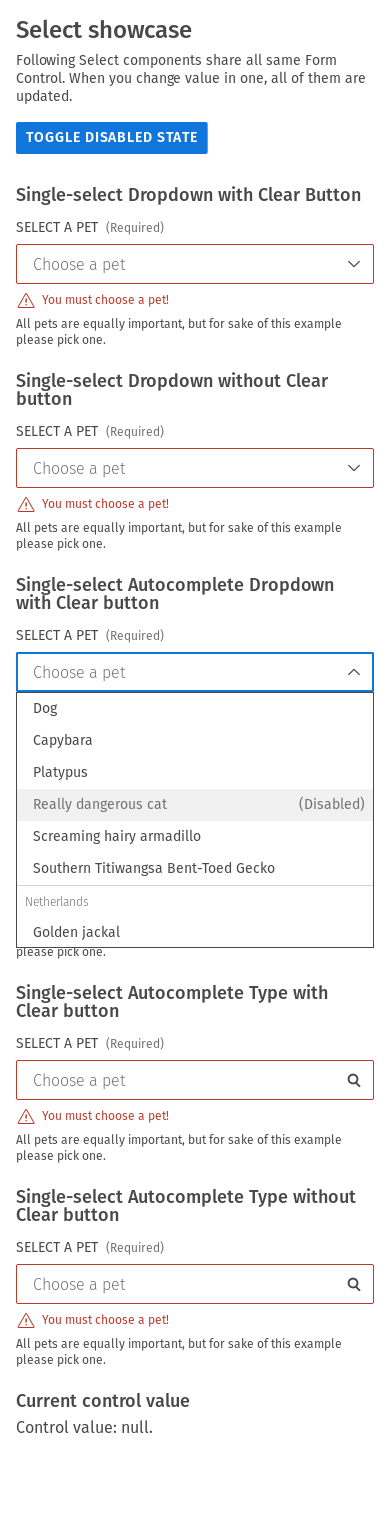 Select showcase
Following Select components share all same Form
Control. When you change value in one, all of them are
updated.
TOGGLE DISABLED STATE
Single-select Dropdown with Clear Button
SELECT A PET (Required)
Choose a pet
You must choose a pet!
All pets are equally important, but for sake of this example
please pick one.
Single-select Dropdown without Clear
button
SELECT A PET (Required)
Choose a pet
You must choose a pet!
All pets are equally important, but for sake of this example
please pick one.
Single-select Autocomplete Dropdown
with Clear button
SELECT A PET (Required)
Choose a pet
Dog
Capybara
Platypus
Really dangerous cat (Disabled)
Screaming hairy armadillo
Southern Titiwangsa Bent-Toed Gecko
Netherlands
Golden jackal
please pick one.
Single-select Autocomplete Type with
Clear button
SELECT A PET (Required)
Choose a pet
You must choose a pet!
All pets are equally important, but for sake of this example
please pick one.
Single-select Autocomplete Type without
Clear button
SELECT A PET (Required)
Choose a pet
You must choose a pet!
All pets are equally important, but for sake of this example
please pick one.
Current control value
Control value: null.